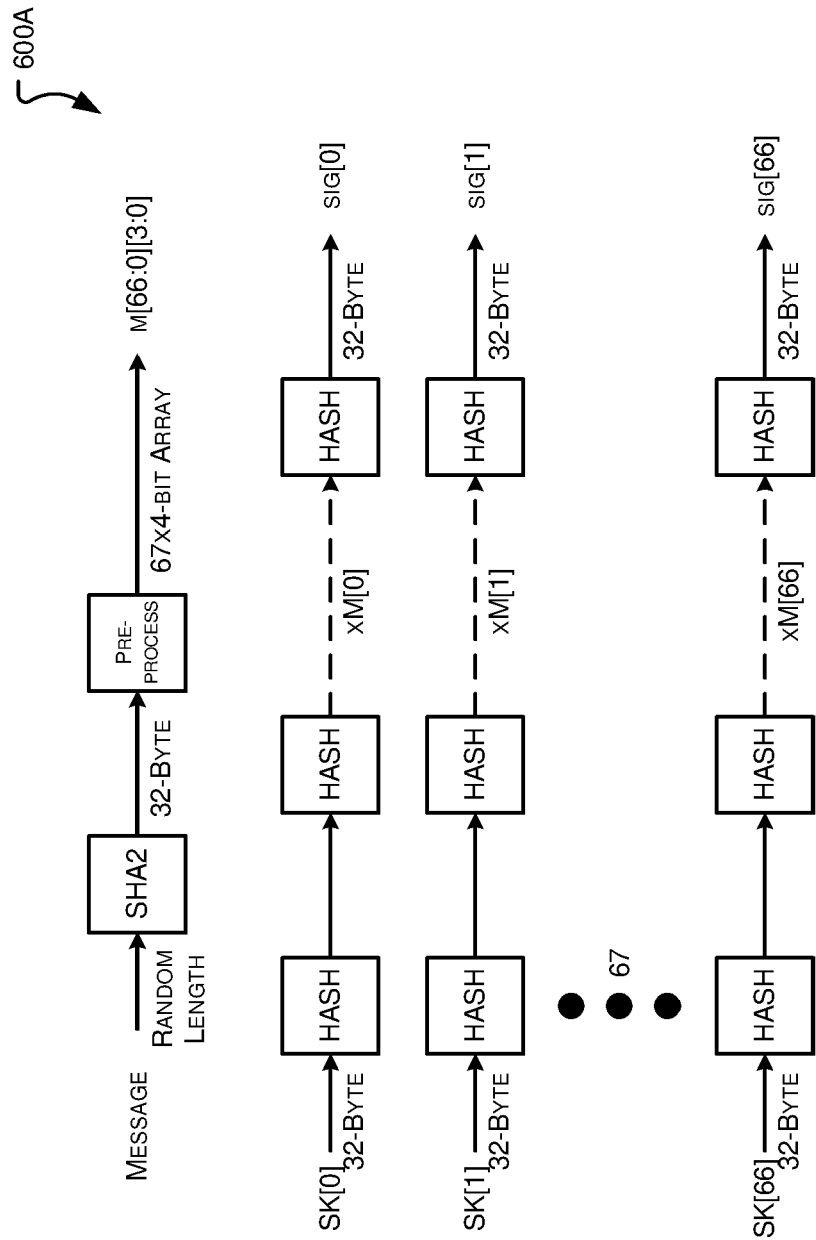 600A
MESSAGE
RANDOM
LENGTH
SHA2
32-BYTE
PRE-
PROCESS
67X4-BIT ARRAY
M[66:0][3:0]
SK[0]
32-BYTE
HASH
HASH
XM[0]
HASH
32-BYTE
SIG[0]
SK[1]
32-BYTE
HASH
HASH
XM[1]
HASH
32-BYTE
SIG[1]
67
SK[66]
32-BYTE
HASH
HASH
XM[66]
HASH
32-BYTE
SIG[66]